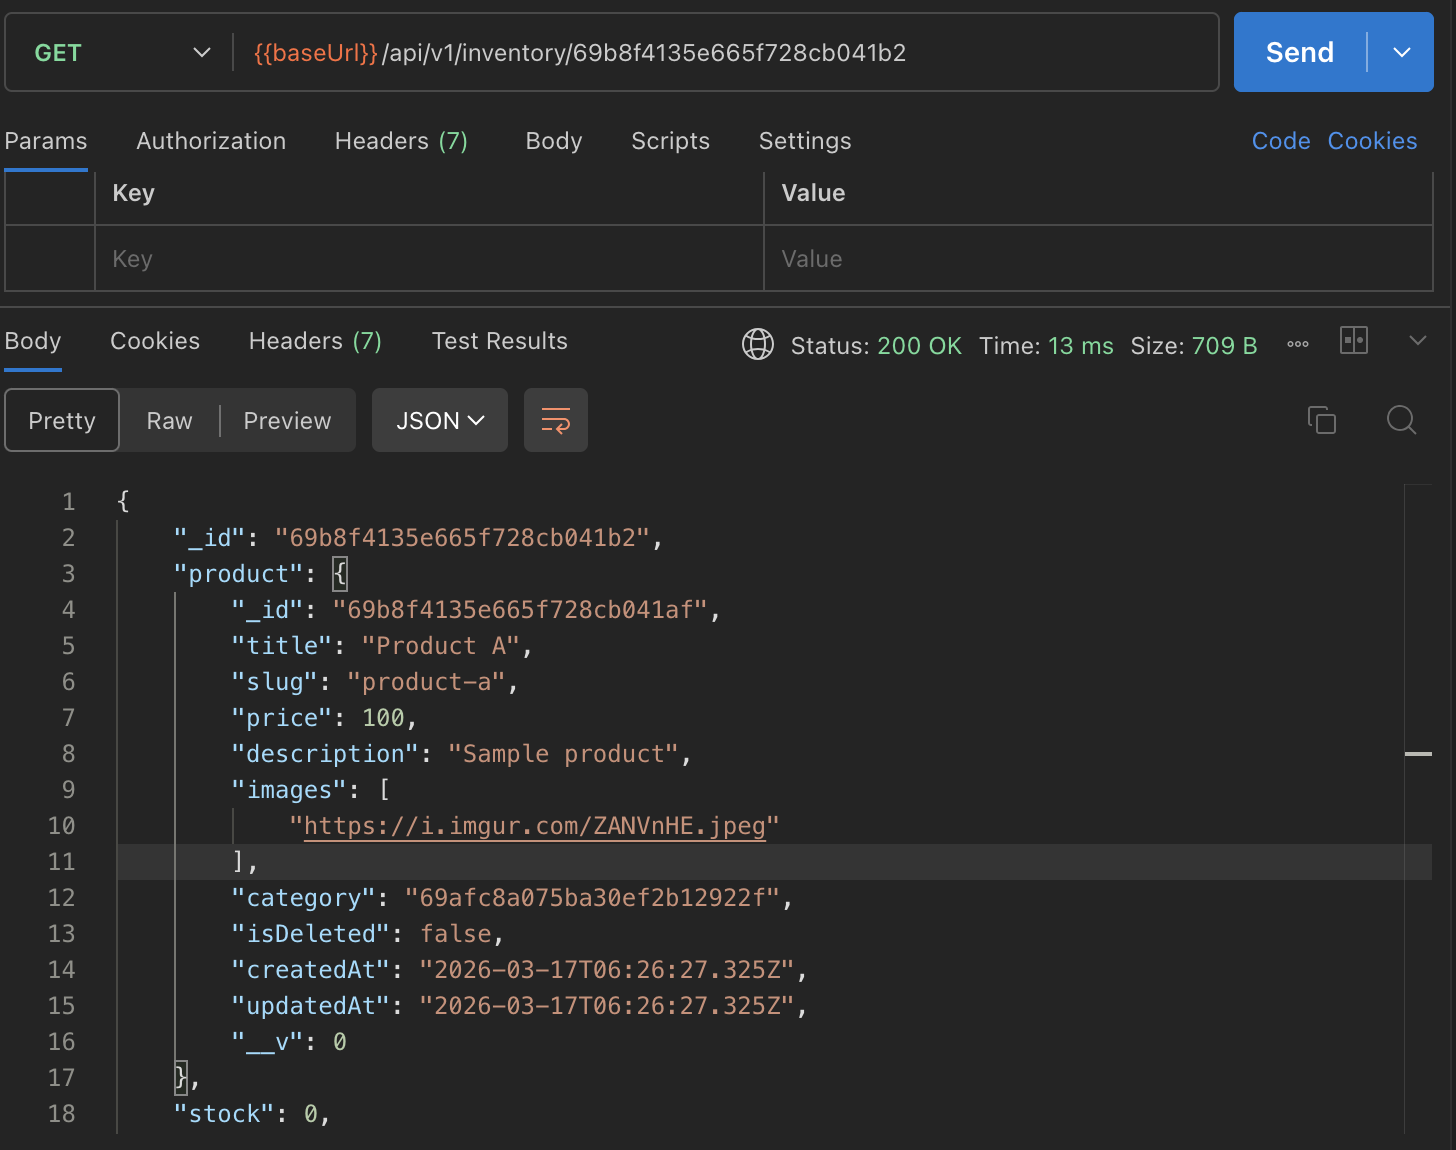 GET {{baseUrl}}/api/v1/inventory/69b8f4135e665f728cb041b2 Send
Params Authorization Headers (7) Body Scripts Settings Code Cookies
Key Value
Key Value
Body Cookies Headers (7) Test Results Status: 200 OK Time: 13 ms Size: 709 B
Pretty Raw Preview JSON
1 {
2 "_id": "69b8f4135e665f728cb041b2",
3 "product": {
4 "_id": "69b8f4135e665f728cb041af",
5 "title": "Product A",
6 "slug": "product-a",
7 "price": 100,
8 "description": "Sample product",
9 "images": [
10 "https://i.imgur.com/ZANVnHE.jpeg"
11 ],
12 "category": "69afc8a075ba30ef2b12922f",
13 "isDeleted": false,
14 "createdAt": "2026-03-17T06:26:27.325Z",
15 "updatedAt": "2026-03-17T06:26:27.325Z",
16 "__v": 0
17 },
18 "stock": 0,